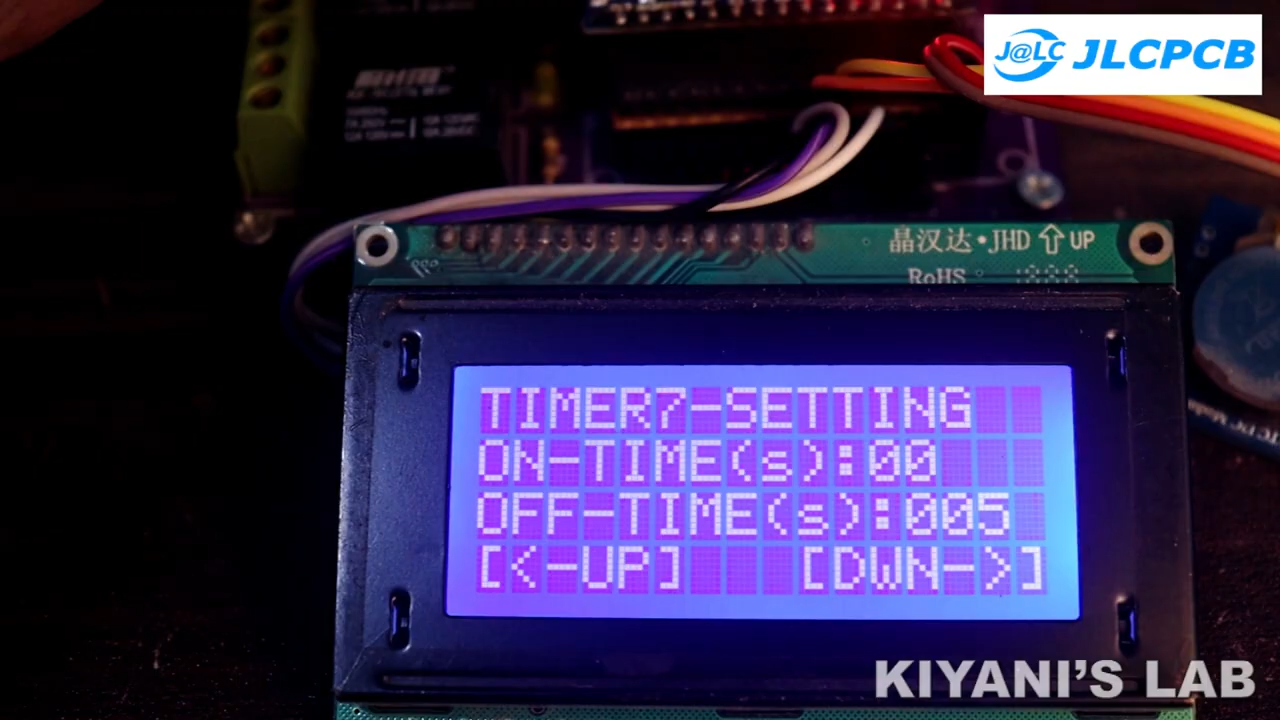 J@LC JLCPCB
晶汉达•JHD ⇧ UP
RoHS
TIMER7-SETTING
ON-TIME(s):00
OFF-TIME(s):005
[<-UP] [DWN->]
KIYANI'S LAB